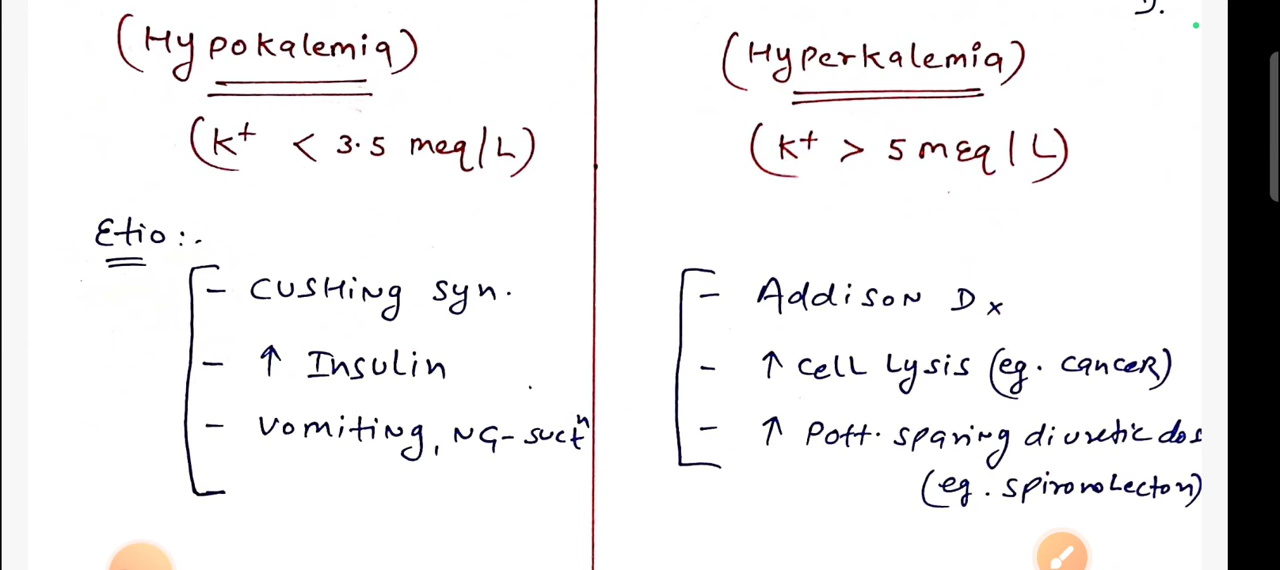 (Hypokalemia)
(K+ < 3.5 meq/L)
Etio :-
- CUSHING syn.
- ↑ Insulin
- Vomiting, NG-suctⁿ
(Hyperkalemia)
(K+ > 5 mEq/L)
- Addison Dx
- ↑ cell Lysis (eg. cancer)
- ↑ Pott. sparing diuretic dos
(eg. spironolecton)